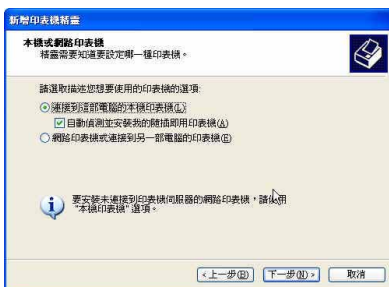 新增印表機精靈
本機或網路印表機
精靈需要知道要設定哪一種印表機。
請選取描述您想要使用的印表機的選項:
連接到這部電腦的本機印表機(L)
自動偵測並安裝我的隨插即用印表機(A)
網路印表機或連接到另一部電腦的印表機(E)
要安裝未連接到印表機伺服器的網路印表機，請使用
"本機印表機" 選項。
<上一步(B) 下一步(N)> 取消